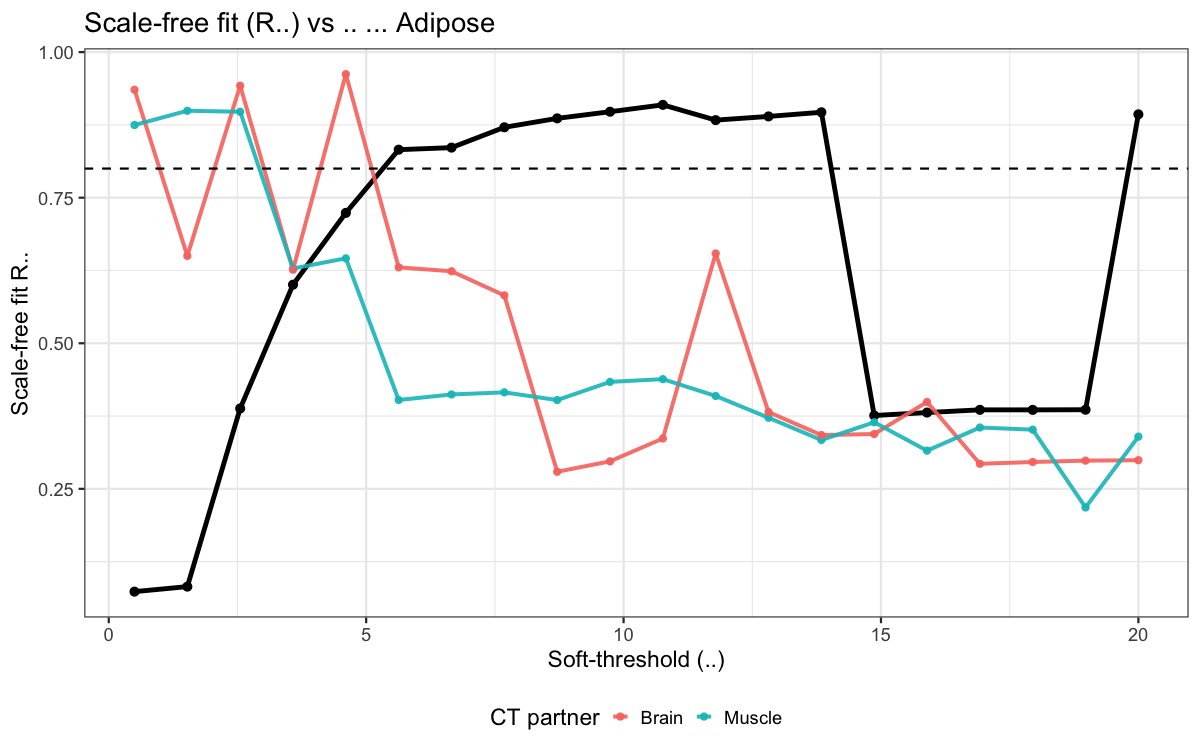 Scale-free fit (R..) vs .. ... Adipose
1.00
0.75
0.50
0.25
Scale-free fit R..
0 5 10 15 20
Soft-threshold (..)
CT partner Brain Muscle